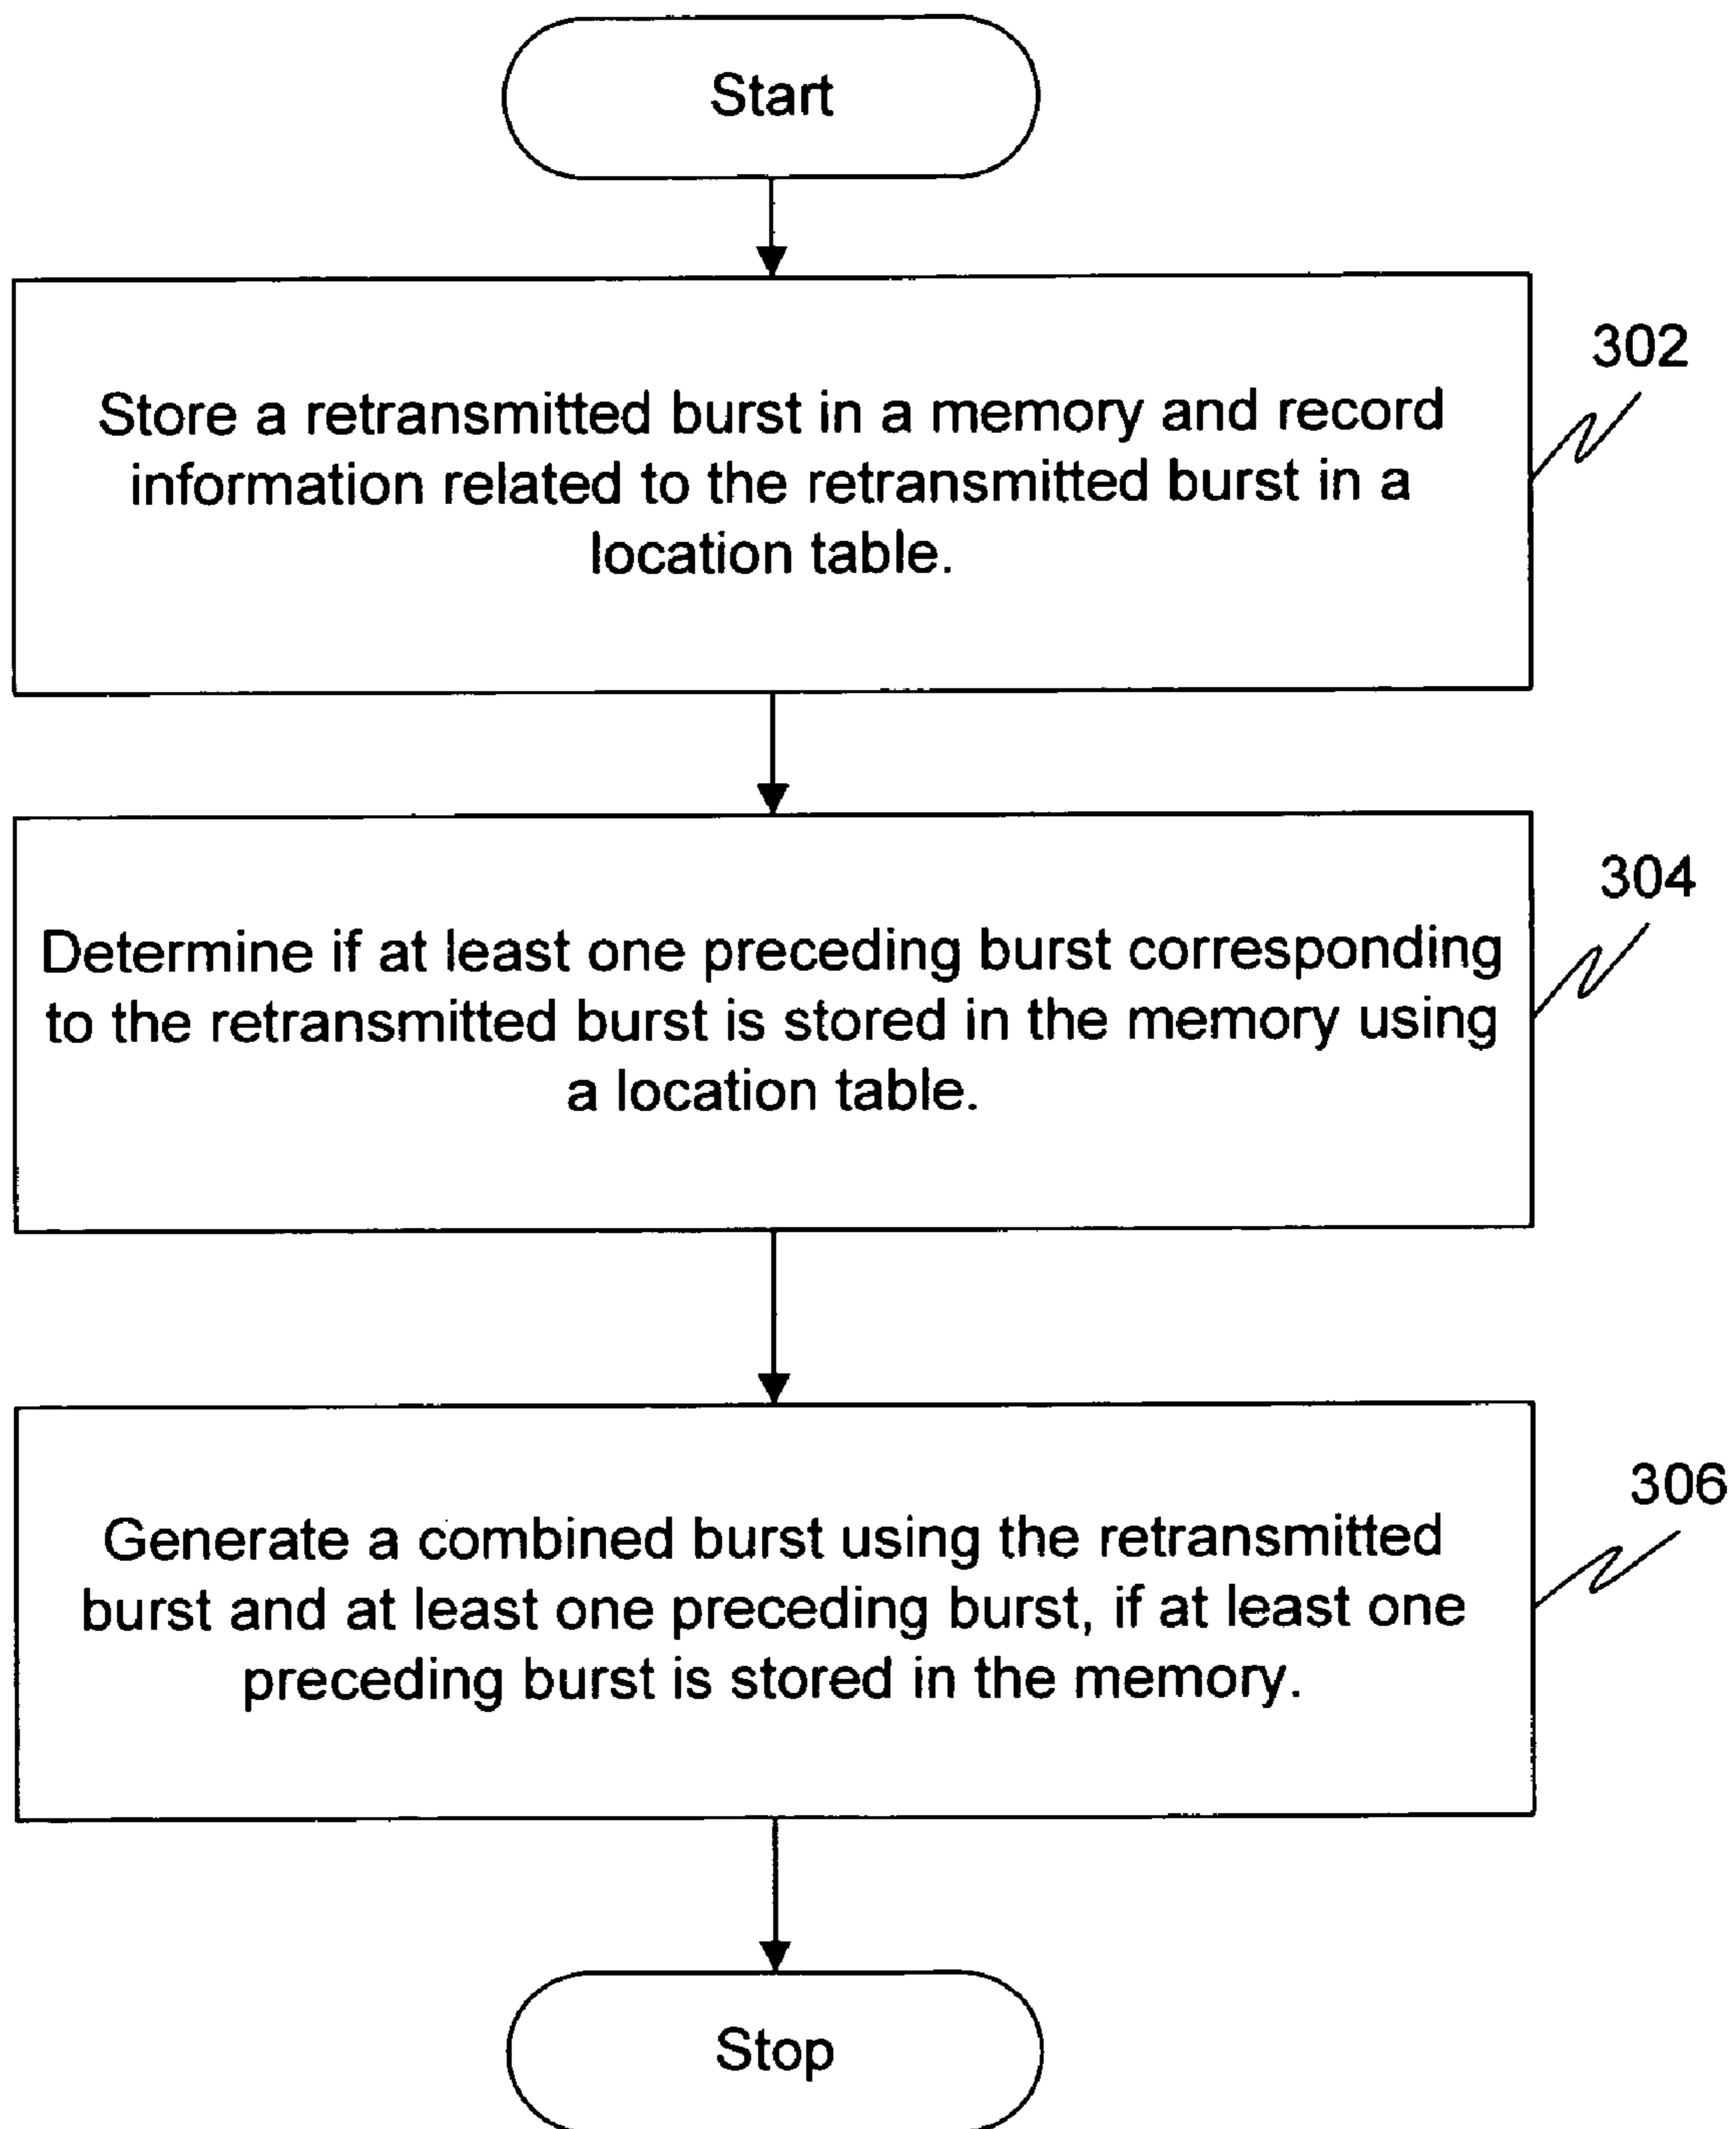 Start
302
Store a retransmitted burst in a memory and record
information related to the retransmitted burst in a
location table.
304
Determine if at least one preceding burst corresponding
to the retransmitted burst is stored in the memory using
a location table.
306
Generate a combined burst using the retransmitted
burst and at least one preceding burst, if at least one
preceding burst is stored in the memory.
Stop